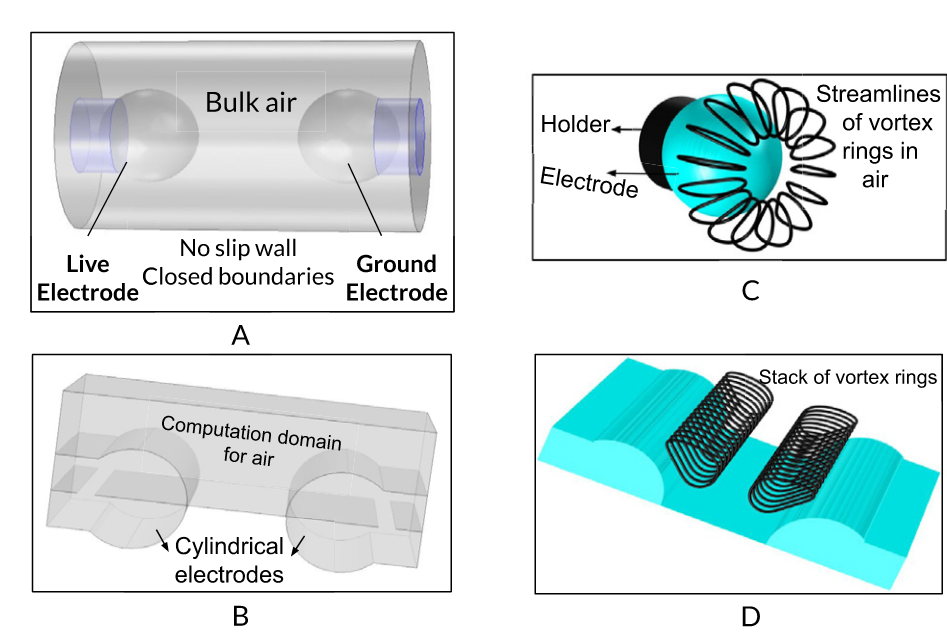 Bulk air
No slip wall
Closed boundaries
Live
Electrode
Ground
Electrode
A
Computation domain
for air
Cylindrical
electrodes
B
Holder
Electrode
Streamlines
of vortex
rings in
air
C
Stack of vortex rings
D